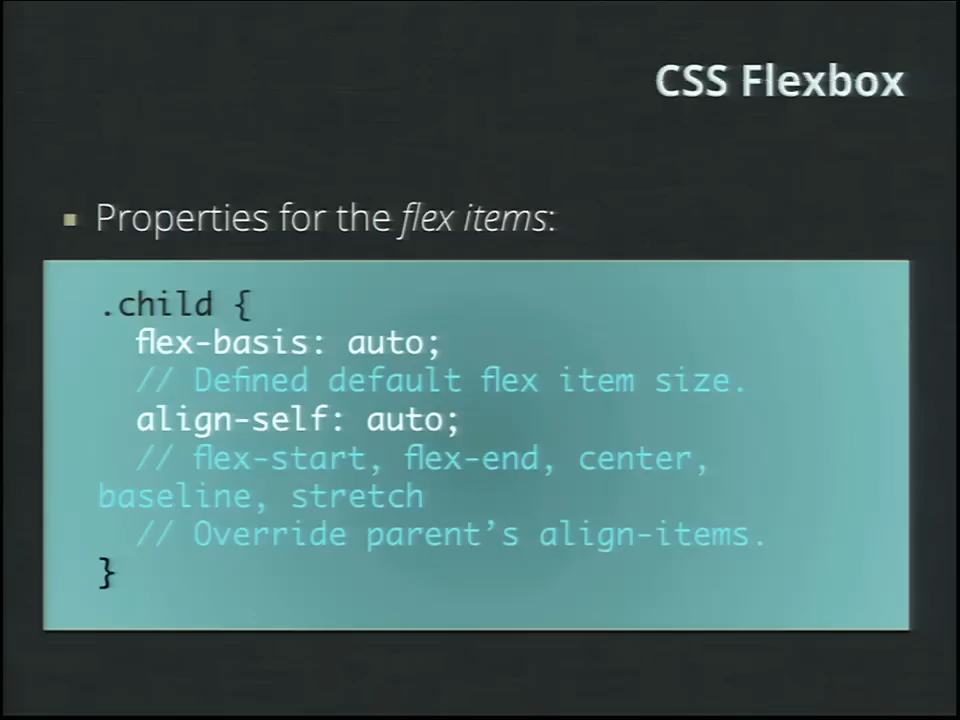 CSS Flexbox
▪ Properties for the flex items:
.child {
flex-basis: auto;
// Defined default flex item size.
align-self: auto;
// flex-start, flex-end, center,
baseline, stretch
// Override parent’s align-items.
}